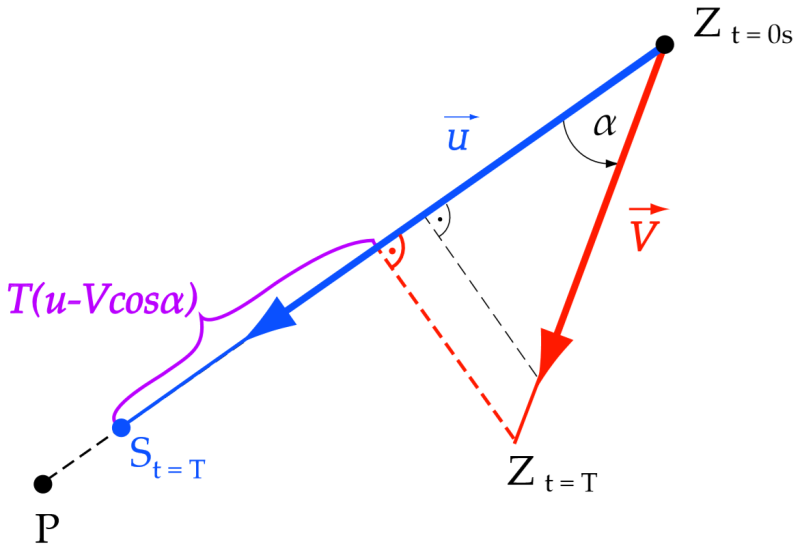 Z t = 0s
α
u
V
T(u-Vcosα)
S t = T
Z t = T
P